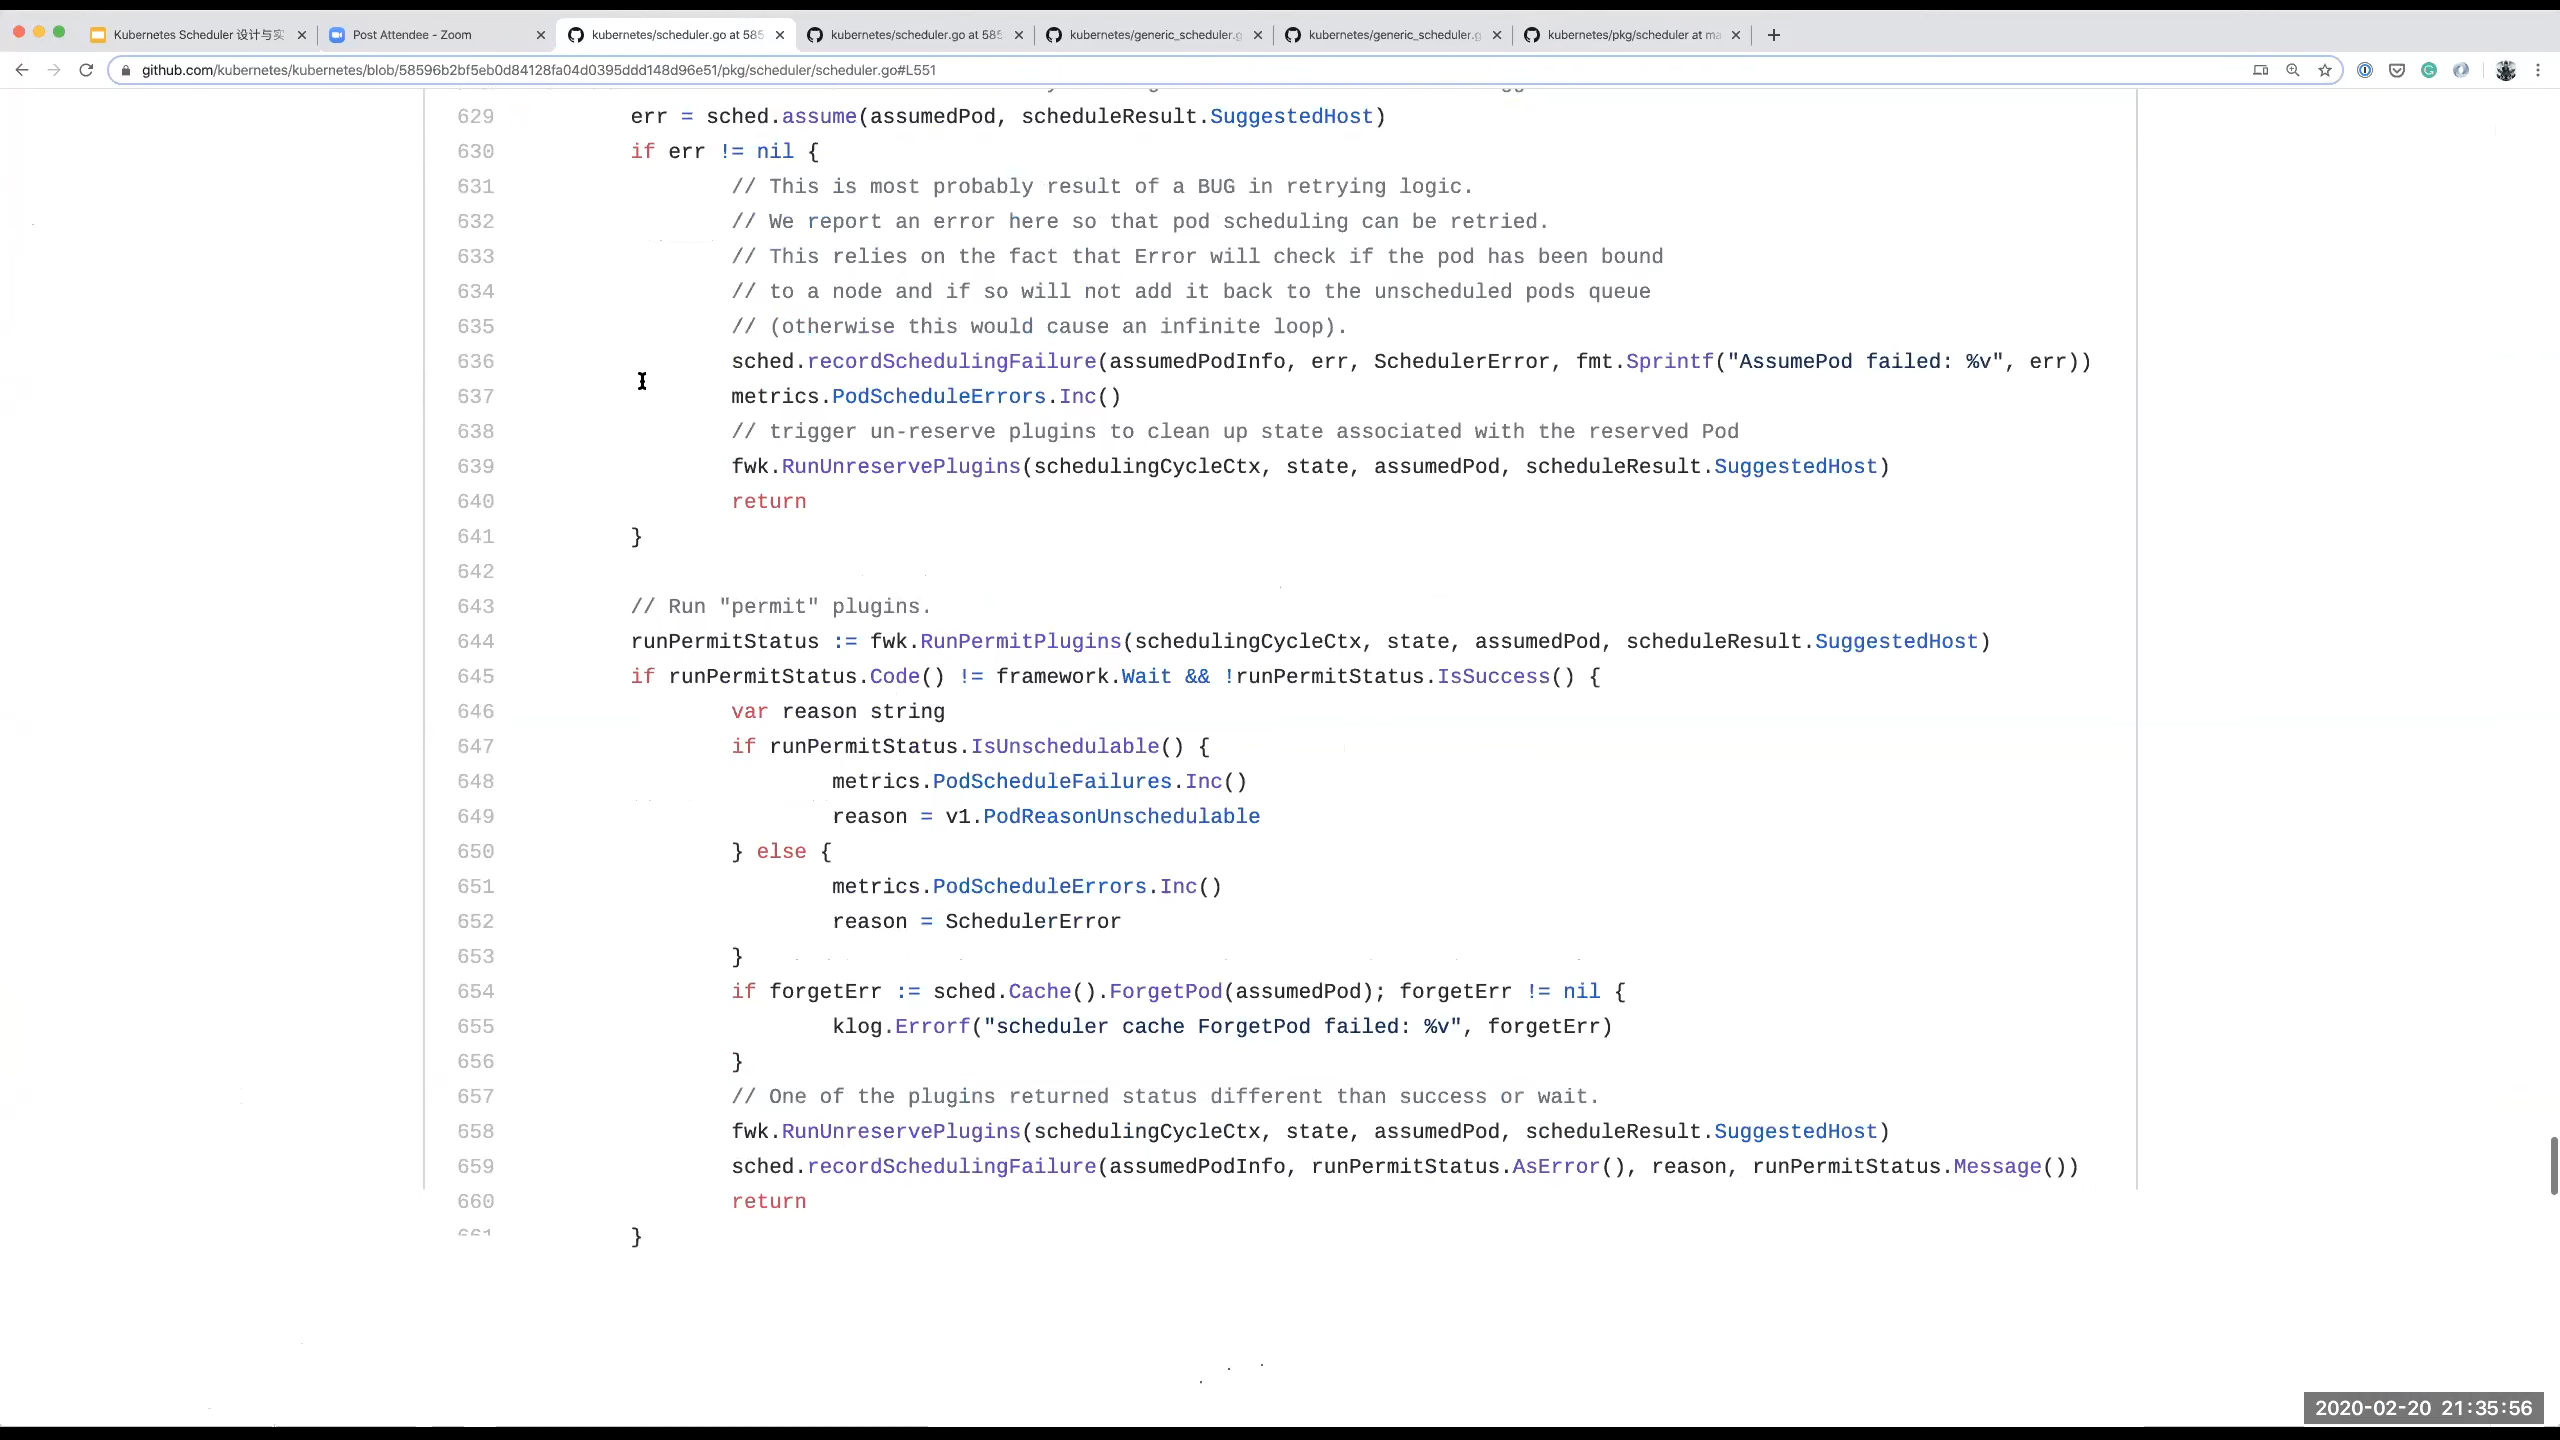 Kubernetes Scheduler 设计与实
Post Attendee - Zoom
kubernetes/scheduler.go at 585
kubernetes/scheduler.go at 585
kubernetes/generic_scheduler.g
kubernetes/generic_scheduler.g
kubernetes/pkg/scheduler at ma
github.com/kubernetes/kubernetes/blob/58596b2bf5eb0d84128fa04d0395ddd148d96e51/pkg/scheduler/scheduler.go#L551
629 err = sched.assume(assumedPod, scheduleResult.SuggestedHost)
630 if err != nil {
631 // This is most probably result of a BUG in retrying logic.
632 // We report an error here so that pod scheduling can be retried.
633 // This relies on the fact that Error will check if the pod has been bound
634 // to a node and if so will not add it back to the unscheduled pods queue
635 // (otherwise this would cause an infinite loop).
636 sched.recordSchedulingFailure(assumedPodInfo, err, SchedulerError, fmt.Sprintf("AssumePod failed: %v", err))
637 metrics.PodScheduleErrors.Inc()
638 // trigger un-reserve plugins to clean up state associated with the reserved Pod
639 fwk.RunUnreservePlugins(schedulingCycleCtx, state, assumedPod, scheduleResult.SuggestedHost)
640 return
641 }
642
643 // Run "permit" plugins.
644 runPermitStatus := fwk.RunPermitPlugins(schedulingCycleCtx, state, assumedPod, scheduleResult.SuggestedHost)
645 if runPermitStatus.Code() != framework.Wait && !runPermitStatus.IsSuccess() {
646 var reason string
647 if runPermitStatus.IsUnschedulable() {
648 metrics.PodScheduleFailures.Inc()
649 reason = v1.PodReasonUnschedulable
650 } else {
651 metrics.PodScheduleErrors.Inc()
652 reason = SchedulerError
653 }
654 if forgetErr := sched.Cache().ForgetPod(assumedPod); forgetErr != nil {
655 klog.Errorf("scheduler cache ForgetPod failed: %v", forgetErr)
656 }
657 // One of the plugins returned status different than success or wait.
658 fwk.RunUnreservePlugins(schedulingCycleCtx, state, assumedPod, scheduleResult.SuggestedHost)
659 sched.recordSchedulingFailure(assumedPodInfo, runPermitStatus.AsError(), reason, runPermitStatus.Message())
660 return
661 }
2020-02-20 21:35:56